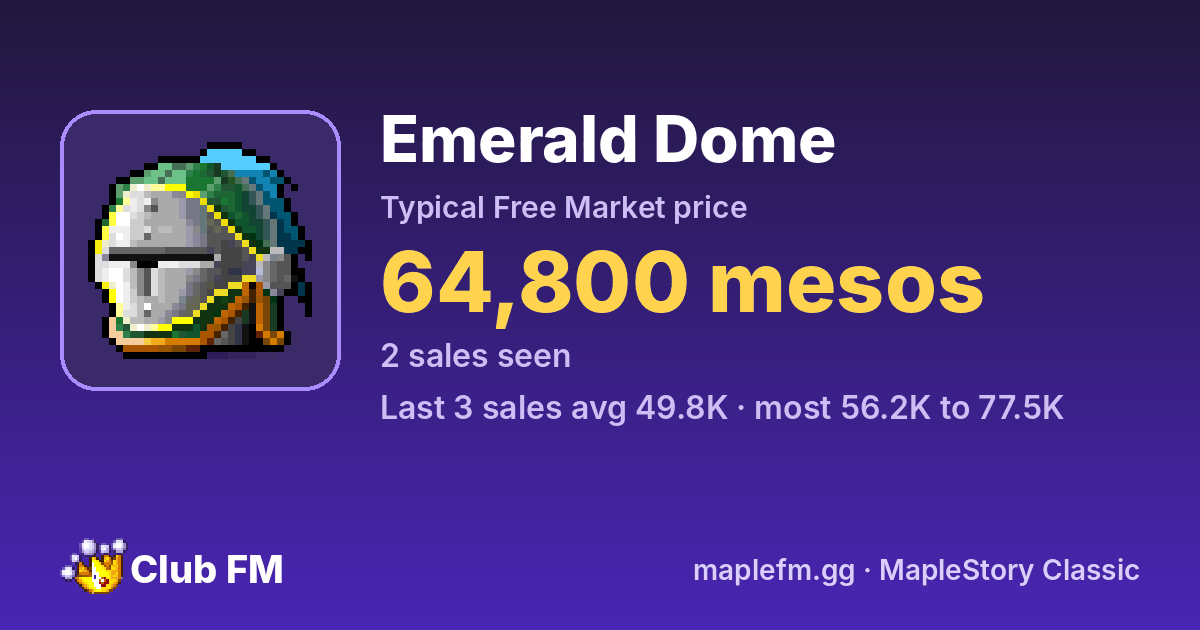 Emerald Dome
Typical Free Market price
64,800 mesos
2 sales seen
Last 3 sales avg 49.8K · most 56.2K to 77.5K
Club FM
maplefm.gg · MapleStory Classic